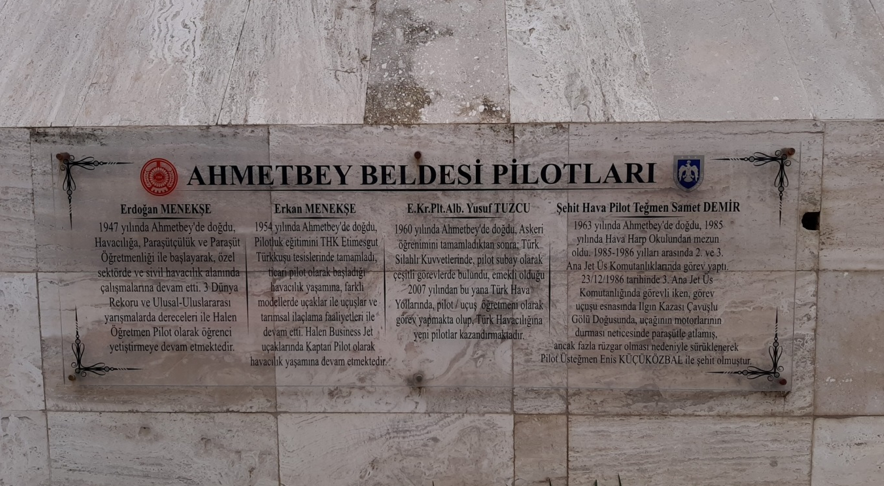 AHMETBEY BELDESİ PİLOTLARI
Erdoğan MENEKŞE
1947 yılında Ahmetbey'de doğdu,
Havacılığa, Paraşütçülük ve Paraşüt
Öğretmenliği ile başlayarak, özel
sektörde ve sivil havacılık alanında
çalışmalarına devam etti. 3 Dünya
Rekoru ve Ulusal-Uluslararası
yarışmalarda dereceleri ile Halen
Öğretmen Pilot olarak öğrenci
yetiştirmeye devam etmektedir.
Erkan MENEKŞE
1954 yılında Ahmetbey'de doğdu,
Pilotluk eğitimini THK Etimesgut
Türkkuşu tesislerinde tamamladı,
ticari pilot olarak başladığı
havacılık yaşamına, farklı
modellerde uçaklar ile uçuşlar ve
tarımsal ilaçlama faaliyetleri ile
devam etti. Halen Business Jet
uçaklarında Kaptan Pilot olarak
havacılık yaşamına devam etmektedir.
E.Kr.Plt.Alb. Yusuf TUZCU
1960 yılında Ahmetbey'de doğdu. Askeri
öğrenimini tamamladıktan sonra, Türk
Silahlı Kuvvetlerinde, pilot subay olarak
çeşitli görevlerde bulundu, emekli olduğu
2007 yılından bu yana Türk Hava
Yollarında, pilot / uçuş öğretmeni olarak
görev yapmakta olup, Türk Havacılığına
yeni pilotlar kazandırmaktadır.
Şehit Hava Pilot Teğmen Samet DEMİR
1963 yılında Ahmetbey'de doğdu, 1985
yılında Hava Harp Okulundan mezun
oldu. 1985-1986 yılları arasında 2. ve 3.
Ana Jet Üs Komutanlıklarında görev yaptı.
23/12/1986 tarihinde 3. Ana Jet Üs
Komutanlığında görevli iken, görev
uçuşu esnasında Ilgın Kazası Çavuşlu
Gölü Doğusunda, uçağının motorlarının
durması neticesinde paraşütle atlamış,
ancak fazla rüzgar olması nedeniyle sürüklenerek
Pilot Üsteğmen Enis KÜÇÜKÖZBAL ile şehit olmuştur.